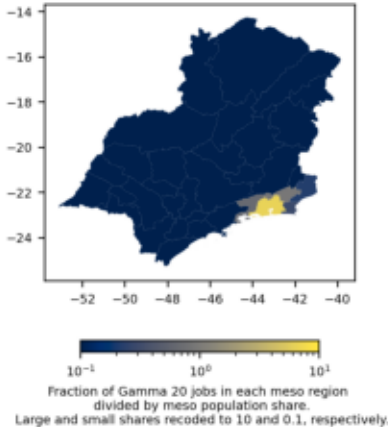 −14
−16
−18
−20
−22
−24
−52 −50 −48 −46 −44 −42 −40
10⁻¹ 10⁰ 10¹
Fraction of Gamma 20 jobs in each meso region
divided by meso population share.
Large and small shares recoded to 10 and 0.1, respectively.